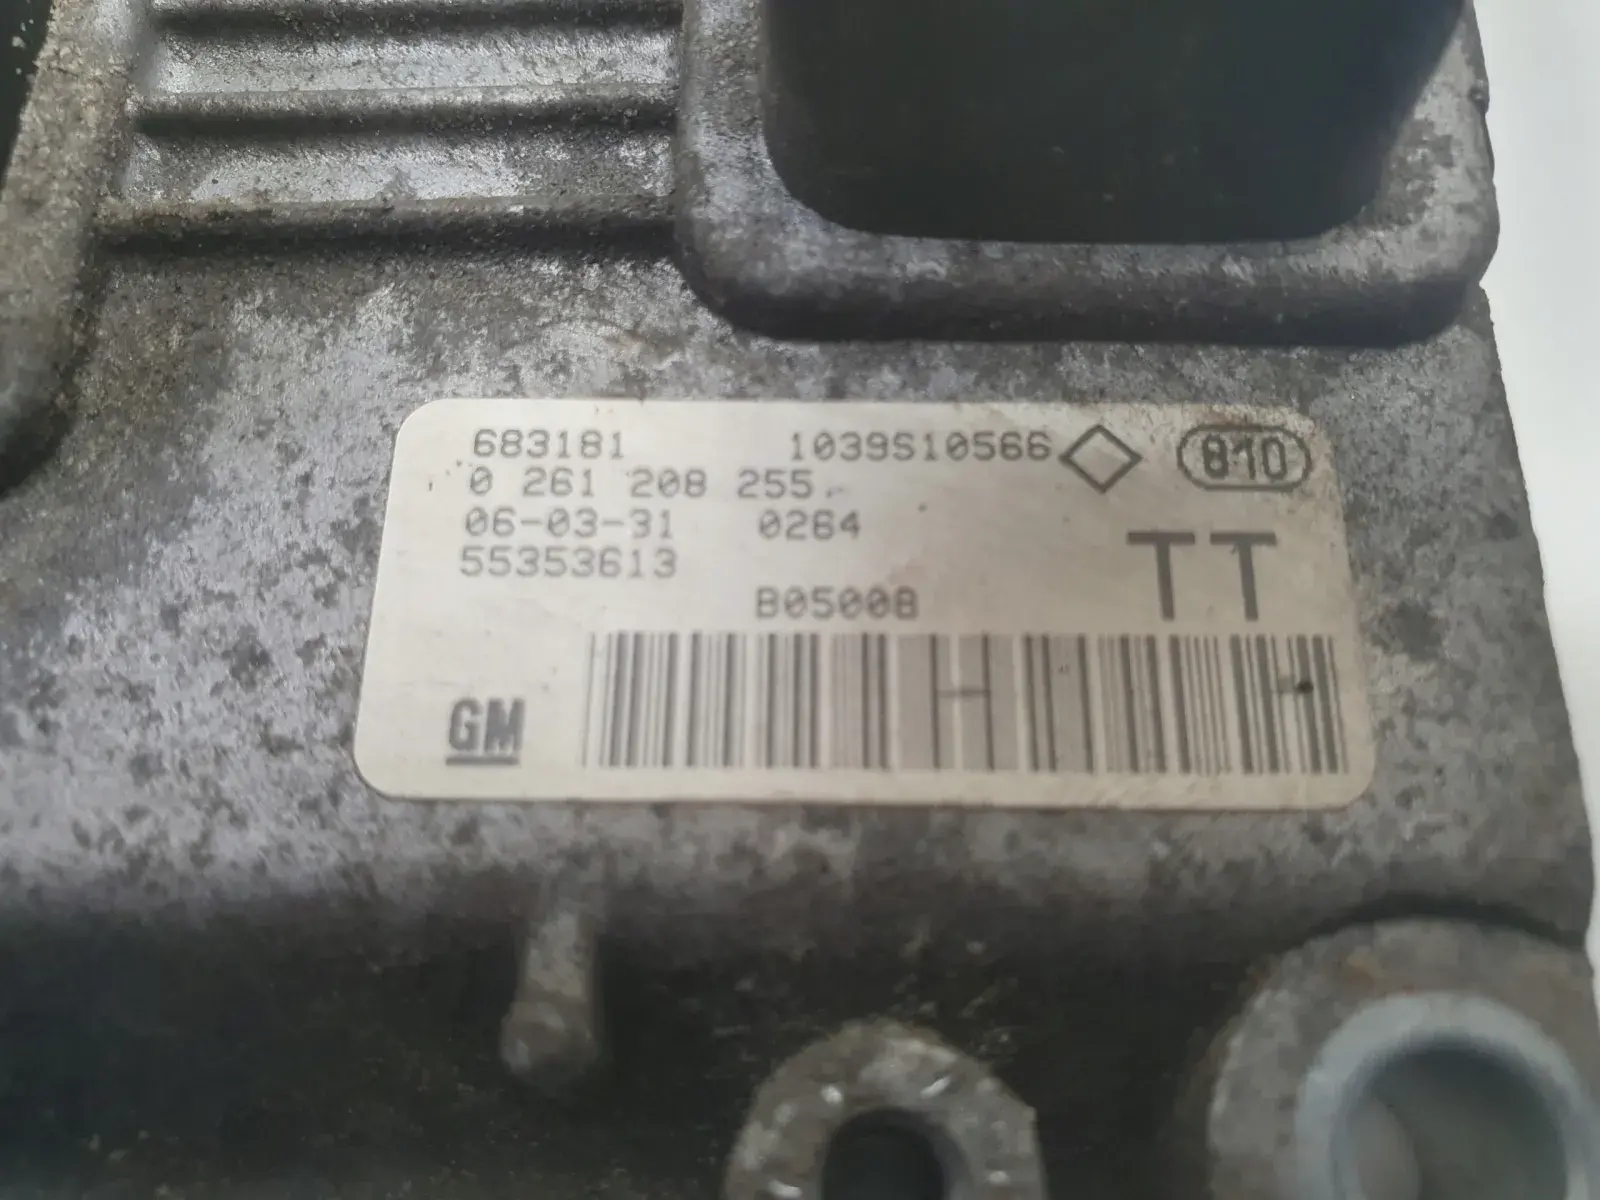 683181 1039S10566 810
0 261 208 255
06-03-31 0264
55353613 TT
B05008
GM